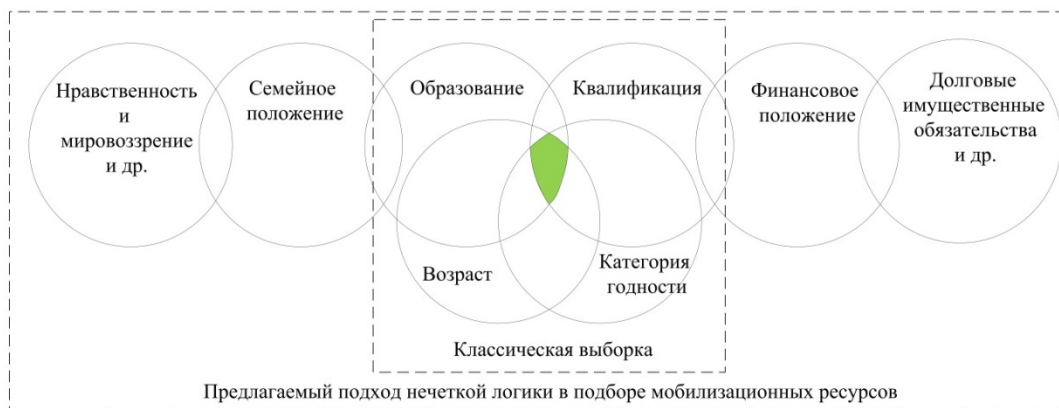 Нравственность
и
мировоззрение
и др.
Семейное
положение
Образование
Квалификация
Финансовое
положение
Долговые
имущественные
обязательства
и др.
Возраст
Категория
годности
Классическая выборка
Предлагаемый подход нечеткой логики в подборе мобилизационных ресурсов